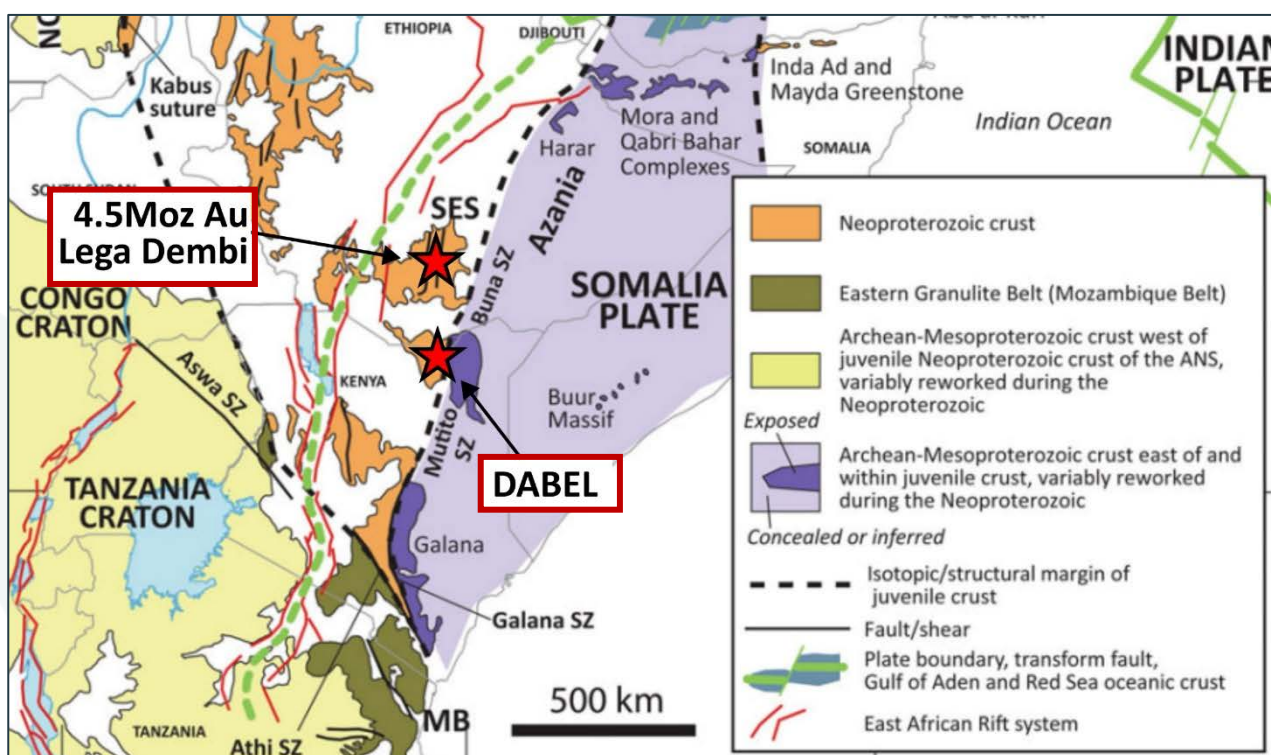 ETHIOPIA
DJIBOUTI
NO
Kabus
suture
Inda Ad and
Mayda Greenstone
INDIAN
PLATE
Mora and
Qabri Bahar
Complexes
Indian Ocean
Harar
SOMALIA
SOUTH SUDAN
4.5Moz Au
Lega Dembi
SES
Azania
Buna SZ
SOMALIA
PLATE
CONGO
CRATON
Aswa SZ
KENYA
Buur
Massif
Mutito
SZ
DABEL
TANZANIA
CRATON
Galana
Galana SZ
500 km
MB
TANZANIA
Athi SZ
Neoproterozoic crust
Eastern Granulite Belt (Mozambique Belt)
Archean-Mesoproterozoic crust west of
juvenile Neoproterozoic crust of the ANS,
variably reworked during the
Neoproterozoic
Exposed
Archean-Mesoproterozoic crust east of and
within juvenile crust, variably reworked
during the Neoproterozoic
Concealed or inferred
Isotopic/structural margin of
juvenile crust
Fault/shear
Plate boundary, transform fault,
Gulf of Aden and Red Sea oceanic crust
East African Rift system